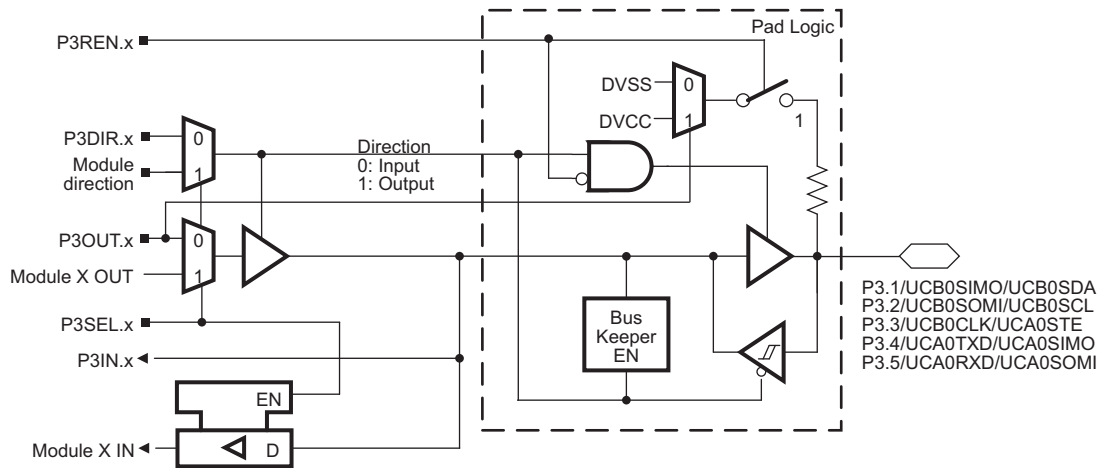 Pad Logic
P3REN.x
DVSS
0
DVCC
1
1
P3DIR.x
0
Module
direction
1
Direction
0: Input
1: Output
P3OUT.x
0
Module X OUT
1
P3SEL.x
P3IN.x
EN
Module X IN
D
Bus
Keeper
EN
P3.1/UCB0SIMO/UCB0SDA
P3.2/UCB0SOMI/UCB0SCL
P3.3/UCB0CLK/UCA0STE
P3.4/UCA0TXD/UCA0SIMO
P3.5/UCA0RXD/UCA0SOMI